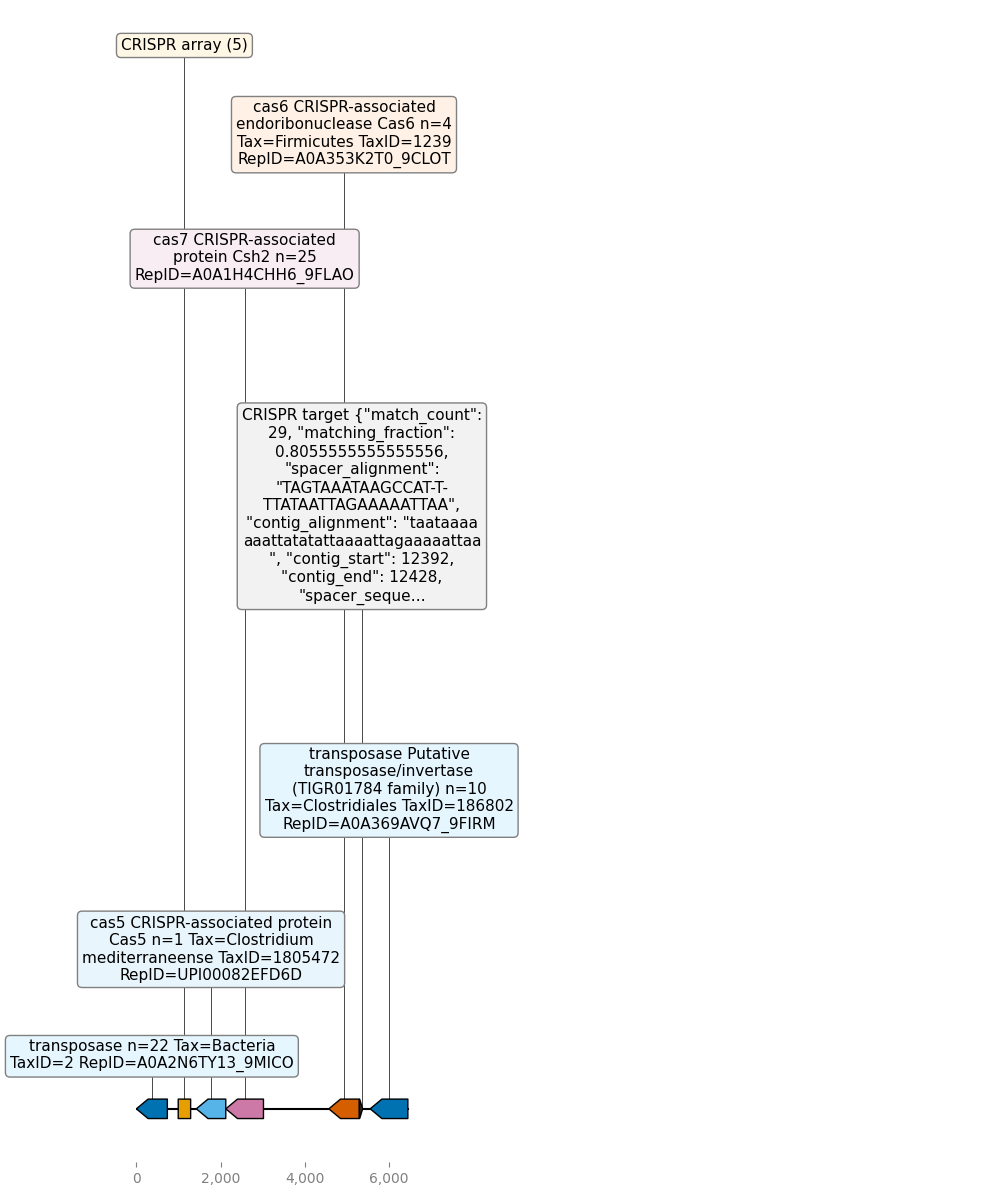 CRISPR array (5)
cas6 CRISPR-associated
endoribonuclease Cas6 n=4
Tax=Firmicutes TaxID=1239
RepID=A0A353K2T0_9CLOT
cas7 CRISPR-associated
protein Csh2 n=25
RepID=A0A1H4CHH6_9FLAO
CRISPR target {"match_count":
29, "matching_fraction":
0.8055555555555556,
"spacer_alignment":
"TAGTAAATAAGCCAT-T-
TTATAATTAGAAAAATTAA",
"contig_alignment": "taataaaa
aaattatatattaaaattagaaaaattaa
", "contig_start": 12392,
"contig_end": 12428,
"spacer_seque...
transposase Putative
transposase/invertase
(TIGR01784 family) n=10
Tax=Clostridiales TaxID=186802
RepID=A0A369AVQ7_9FIRM
cas5 CRISPR-associated protein
Cas5 n=1 Tax=Clostridium
mediterraneense TaxID=1805472
RepID=UPI00082EFD6D
transposase n=22 Tax=Bacteria
TaxID=2 RepID=A0A2N6TY13_9MICO
0 2,000 4,000 6,000